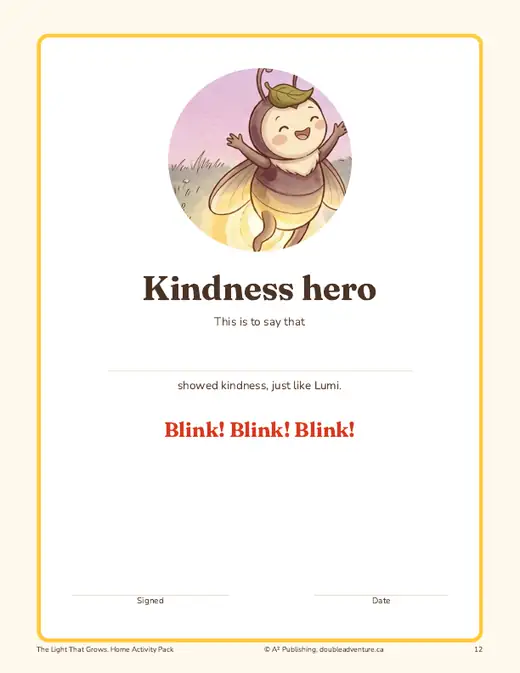 Kindness hero
This is to say that
showed kindness, just like Lumi.
Blink! Blink! Blink!
Signed
Date
The Light That Grows. Home Activity Pack
© A² Publishing, doubleadventure.ca
12